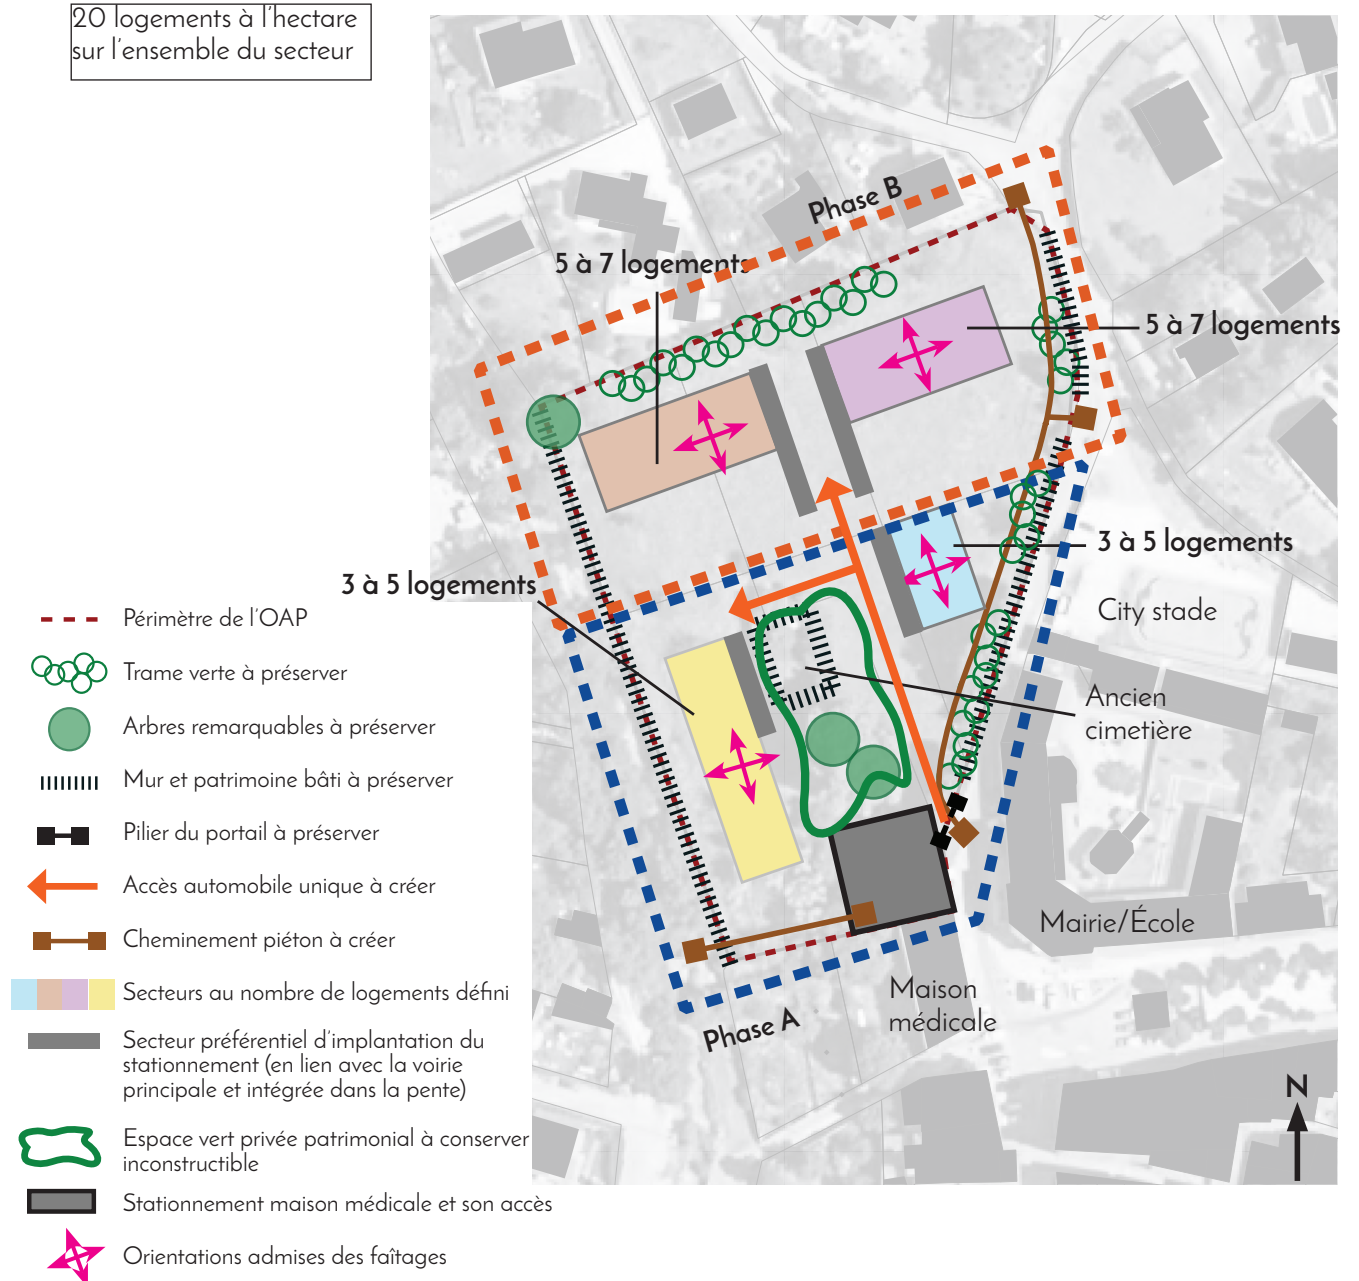 20 logements à l'hectare
sur l'ensemble du secteur
Phase B
5 à 7 logements
5 à 7 logements
3 à 5 logements
3 à 5 logements
City stade
Ancien
cimetière
Mairie/École
Maison
médicale
Phase A
N
Périmètre de l'OAP
Trame verte à préserver
Arbres remarquables à préserver
Mur et patrimoine bâti à préserver
Pilier du portail à préserver
Accès automobile unique à créer
Cheminement piéton à créer
Secteurs au nombre de logements défini
Secteur préférentiel d'implantation du
stationnement (en lien avec la voirie
principale et intégrée dans la pente)
Espace vert privée patrimonial à conserver
inconstructible
Stationnement maison médicale et son accès
Orientations admises des faîtages